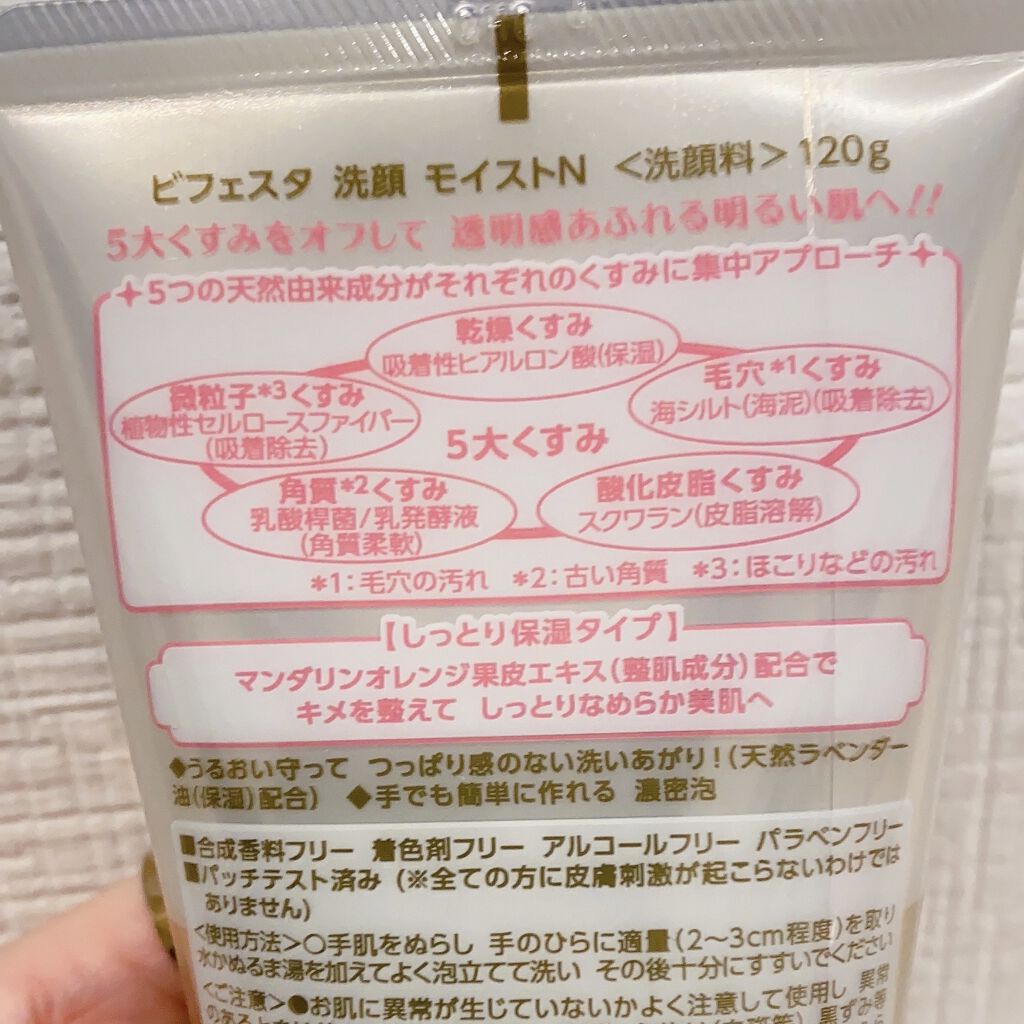 ビフェスタ 洗顔 モイストN <洗顔料> 120g
5大くすみをオフして 透明感あふれる明るい肌へ!!
5つの天然由来成分がそれぞれのくすみに集中アプローチ
乾燥くすみ
吸着性ヒアルロン酸(保湿)
毛穴*1くすみ
海シルト(海泥)(吸着除去)
微粒子*3くすみ
植物性セルロースファイバー
(吸着除去)
5大くすみ
角質*2くすみ
乳酸桿菌/乳発酵液
(角質柔軟)
酸化皮脂くすみ
スクワラン(皮脂溶解)
*1:毛穴の汚れ *2:古い角質 *3:ほこりなどの汚れ
【しっとり保湿タイプ】
マンダリンオレンジ果皮エキス(整肌成分)配合で
キメを整えて しっとりなめらか美肌へ
◆うるおい守って つっぱり感のない洗いあがり!(天然ラベンダー
油(保湿)配合) ◆手でも簡単に作れる 濃密泡
■合成香料フリー 着色剤フリー アルコールフリー パラベンフリー
■パッチテスト済み (※全ての方に皮膚刺激が起こらないわけでは
ありません)
<使用方法>○手肌をぬらし 手のひらに適量(2〜3cm程度)を取り
水かぬるま湯を加えてよく泡立てて洗い その後十分にすすいでください
<ご注意>●お肌に異常が生じていないかよく注意して使用し 異常